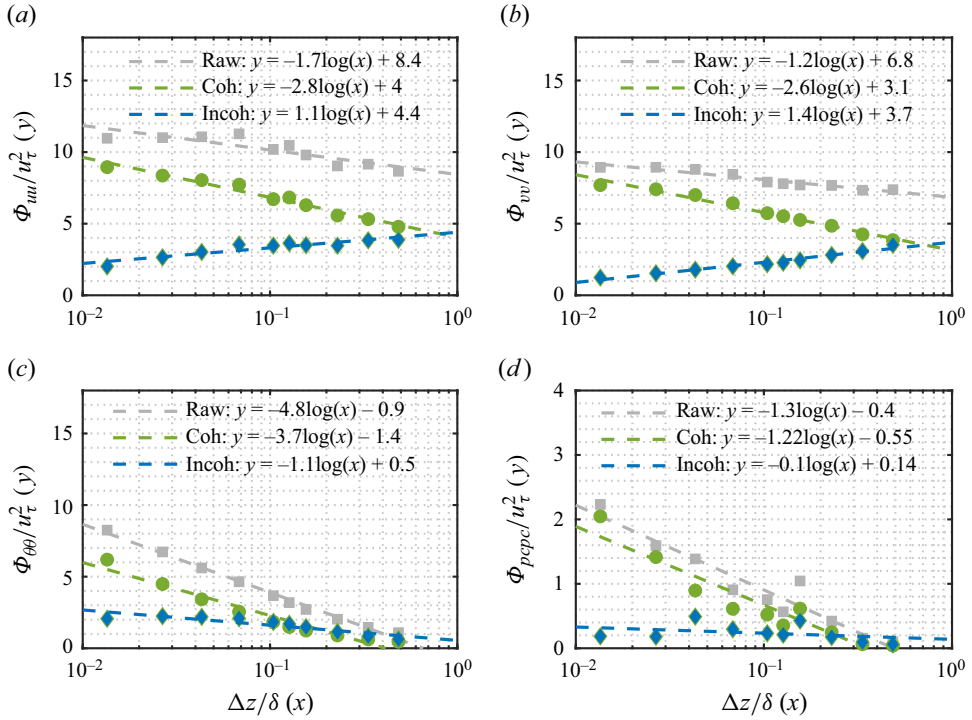 (a)
Raw: y = −1.7log(x) + 8.4
Coh: y = −2.8log(x) + 4
Incoh: y = 1.1log(x) + 4.4
Φuu/u²τ (y)
15
10
5
0
10⁻²
10⁻¹
10⁰
(b)
Raw: y = −1.2log(x) + 6.8
Coh: y = −2.6log(x) + 3.1
Incoh: y = 1.4log(x) + 3.7
Φvv/u²τ (y)
15
10
5
0
10⁻²
10⁻¹
10⁰
(c)
Raw: y = −4.8log(x) − 0.9
Coh: y = −3.7log(x) − 1.4
Incoh: y = −1.1log(x) + 0.5
Φθθ/u²τ (y)
15
10
5
0
10⁻²
10⁻¹
10⁰
Δz/δ (x)
(d)
Raw: y = −1.3log(x) − 0.4
Coh: y = −1.22log(x) − 0.55
Incoh: y = −0.1log(x) + 0.14
Φpcpc/u²τ (y)
4
3
2
1
0
10⁻²
10⁻¹
10⁰
Δz/δ (x)